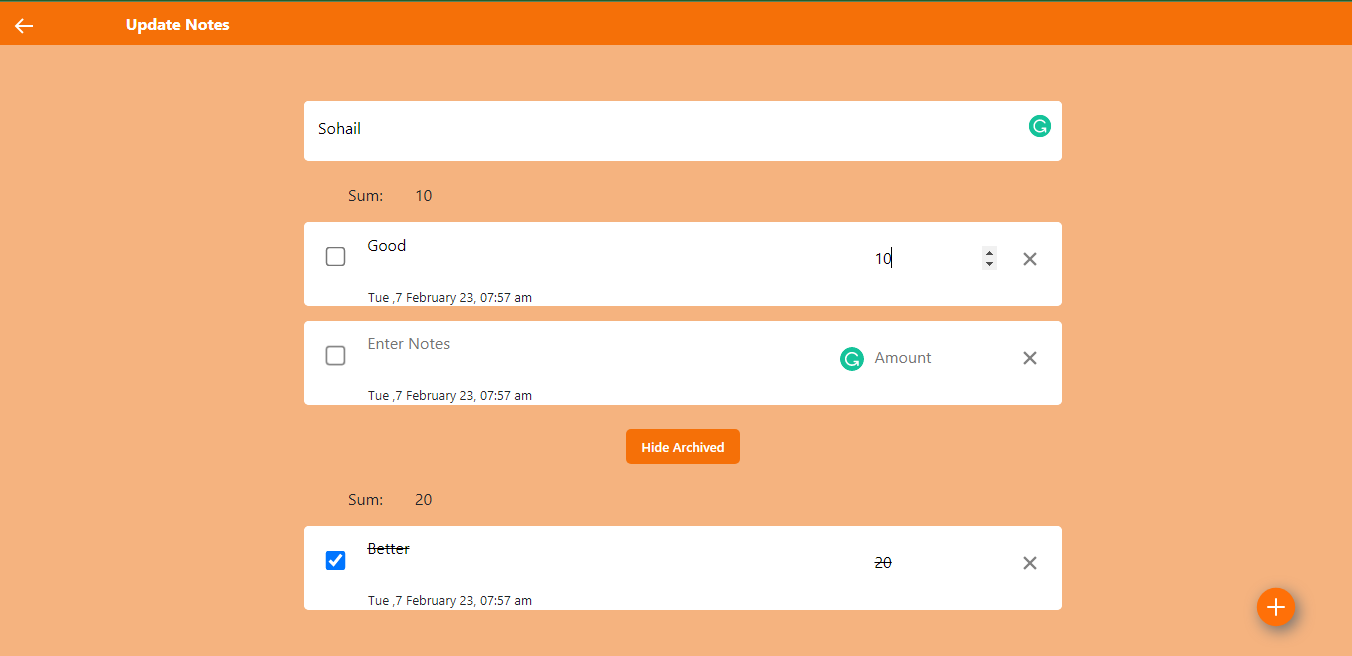 Update Notes
Sohail
Sum: 10
Good
10
Tue ,7 February 23, 07:57 am
Enter Notes
Amount
Tue ,7 February 23, 07:57 am
Hide Archived
Sum: 20
Better
20
Tue ,7 February 23, 07:57 am